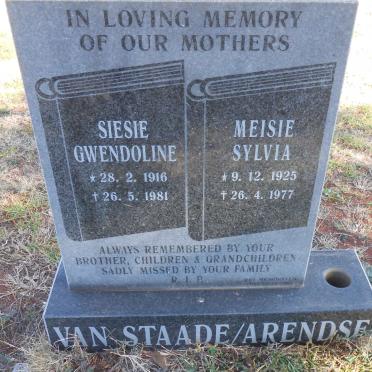 IN LOVING MEMORY
OF OUR MOTHERS
SIESIE
GWENDOLINE
* 28. 2. 1916
† 26. 5. 1981
MEISIE
SYLVIA
* 9. 12. 1925
† 26. 4. 1977
ALWAYS REMEMBERED BY YOUR
BROTHER, CHILDREN & GRANDCHILDREN
SADLY MISSED BY YOUR FAMILY
R. I. P.
VAN STAADE/ARENDSE